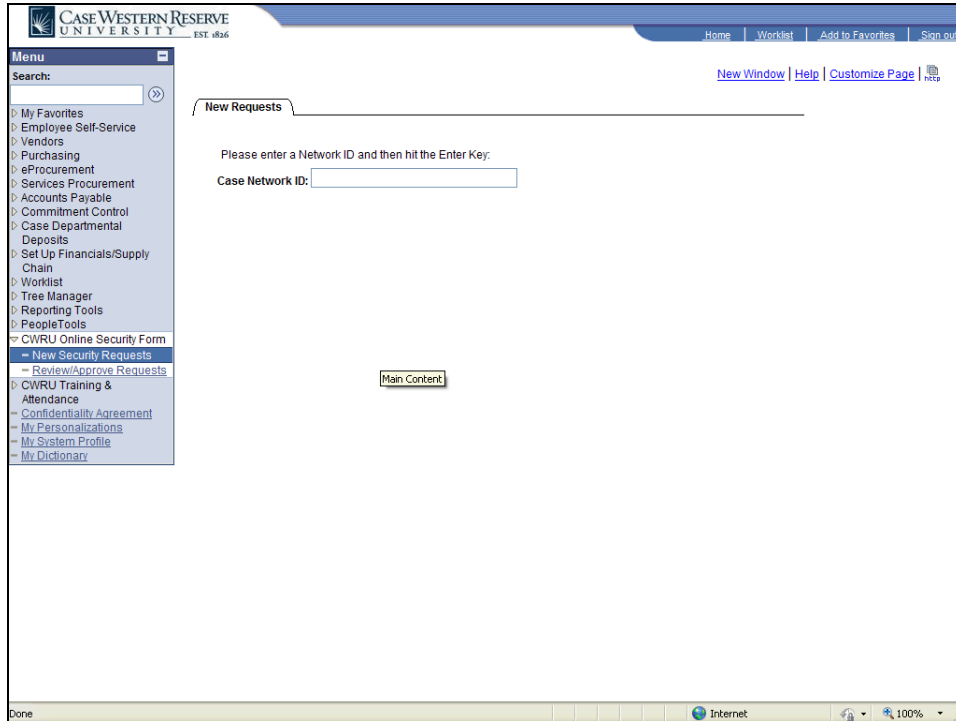 CASE WESTERN RESERVE
UNIVERSITY EST. 1826
Home | Worklist | Add to Favorites | Sign out
Menu
Search:
New Window | Help | Customize Page | http
My Favorites
Employee Self-Service
Vendors
Purchasing
eProcurement
Services Procurement
Accounts Payable
Commitment Control
Case Departmental
Deposits
Set Up Financials/Supply
Chain
Worklist
Tree Manager
Reporting Tools
PeopleTools
CWRU Online Security Form
New Security Requests
Review/Approve Requests
CWRU Training &
Attendance
Confidentiality Agreement
My Personalizations
My System Profile
My Dictionary
New Requests
Please enter a Network ID and then hit the Enter Key:
Case Network ID:
Main Content
Done
Internet
100%